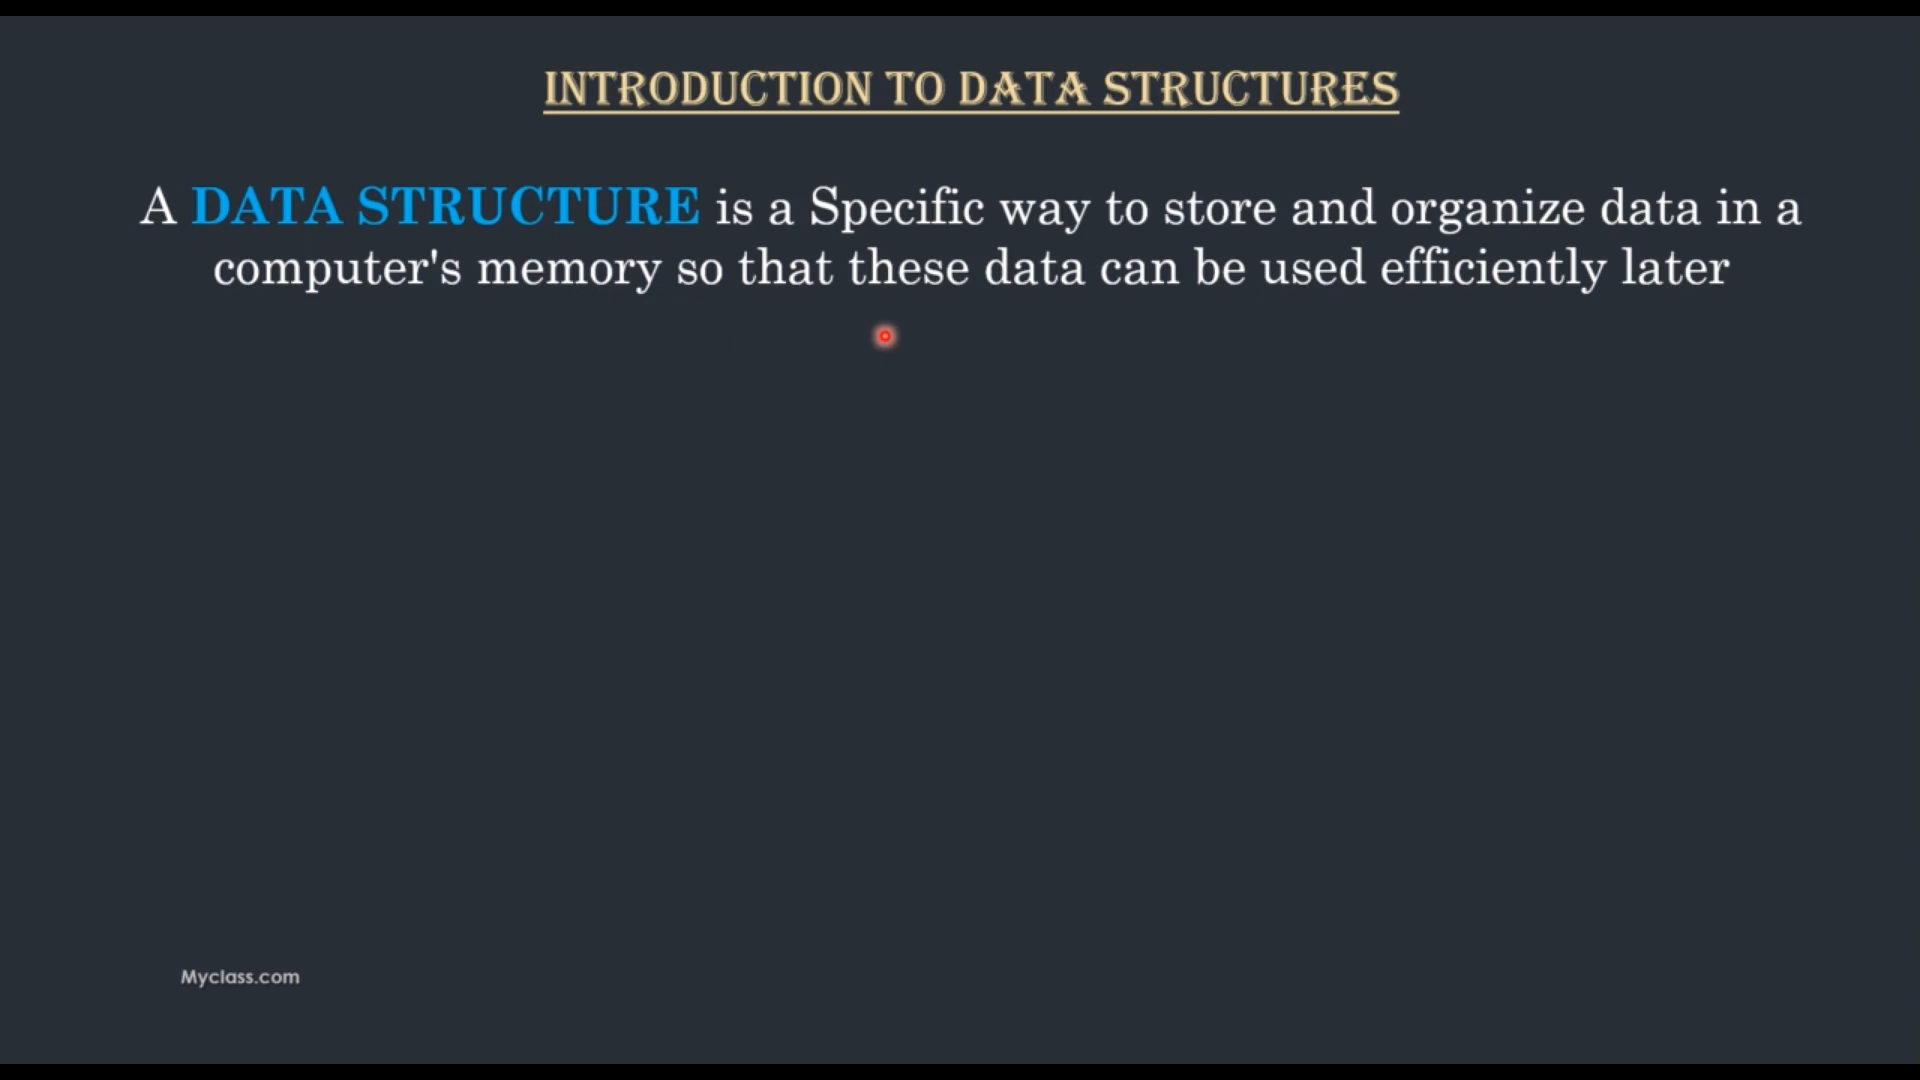 INTRODUCTION TO DATA STRUCTURES
A DATA STRUCTURE is a Specific way to store and organize data in a
computer's memory so that these data can be used efficiently later
Myclass.com